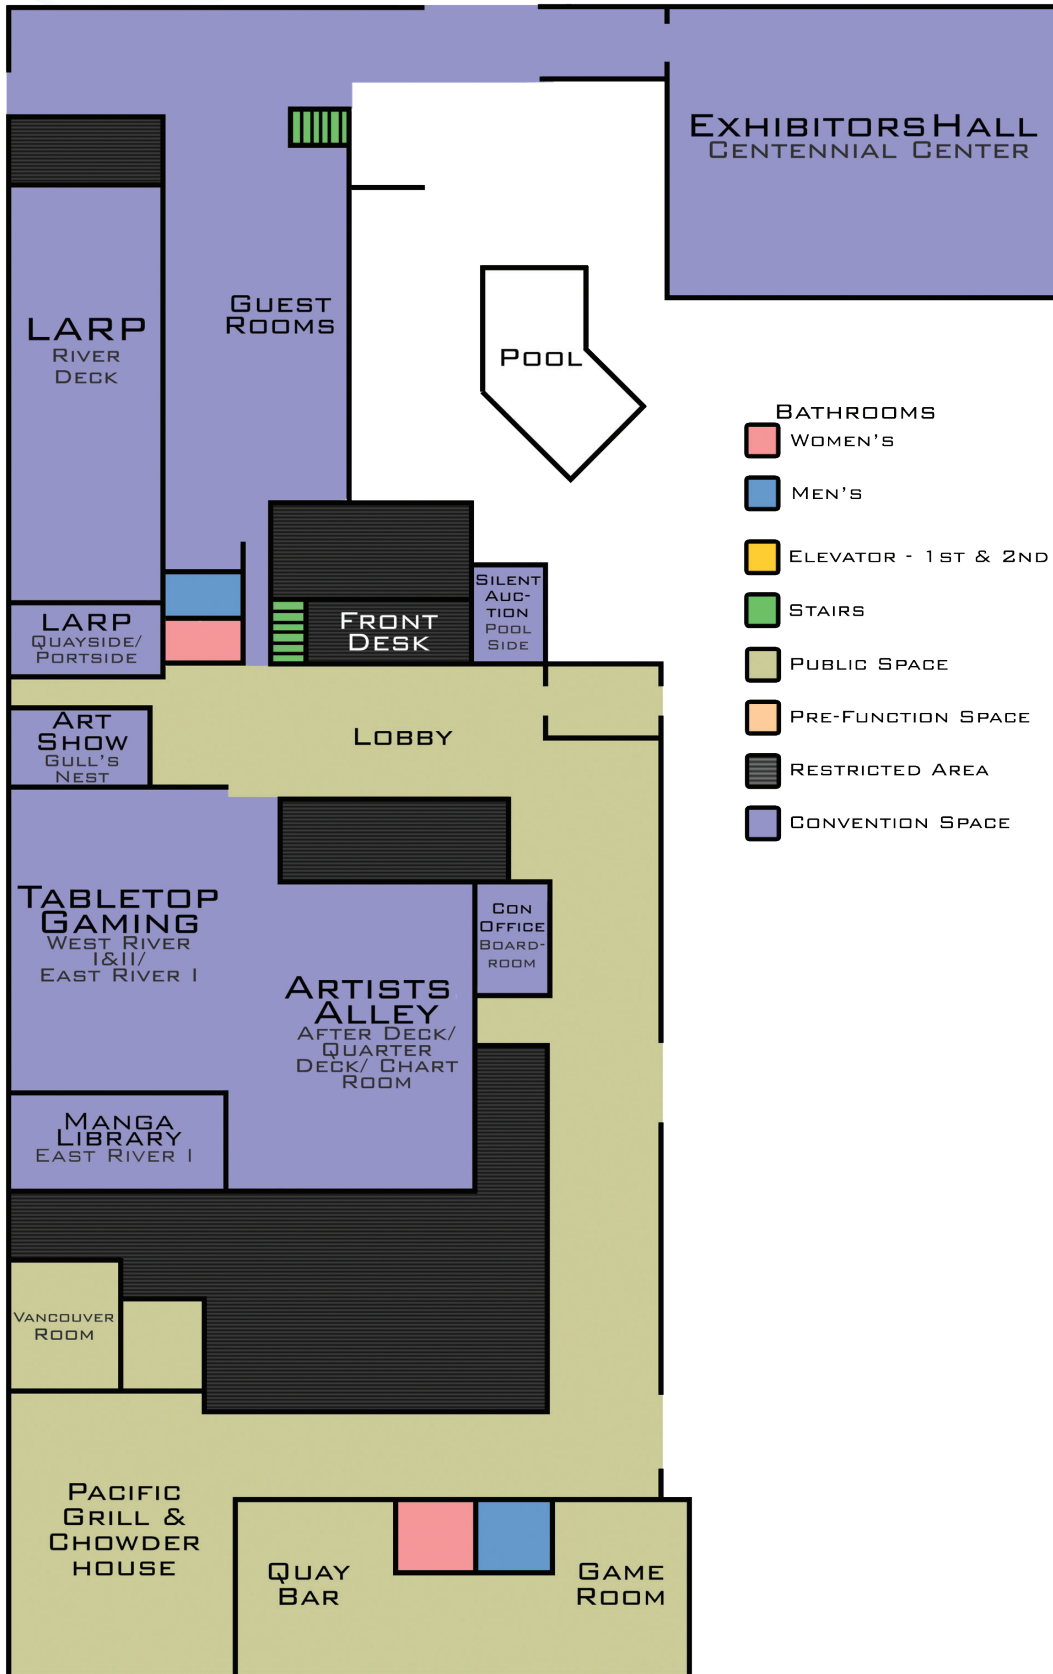 Exhibitors Hall
Centennial Center
Guest
Rooms
LARP
River
Deck
Pool
Bathrooms
Women's
Men's
Elevator - 1st & 2nd
Stairs
Public Space
Pre-Function Space
Restricted Area
Convention Space
LARP
Quayside/
Portside
Front
Desk
Silent
Auc-
tion
Pool
Side
Art
Show
Gull's
Nest
Lobby
Tabletop
Gaming
West River
I&II/
East River I
Con
Office
Board-
room
Artists
Alley
After Deck/
Quarter
Deck/ Chart
Room
Manga
Library
East River I
Vancouver
Room
Pacific
Grill &
Chowder
house
Quay
Bar
Game
Room